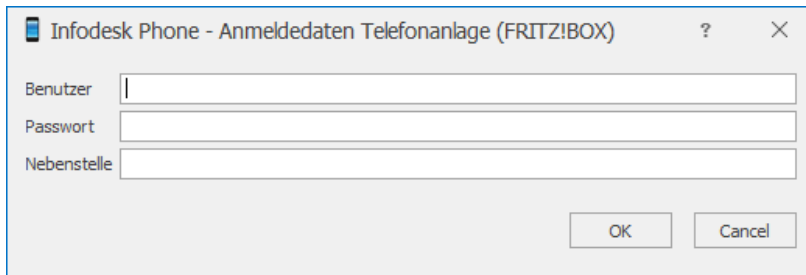 Infodesk Phone - Anmeldedaten Telefonanlage (FRITZ!BOX) ?
Benutzer
Passwort
Nebenstelle
OK Cancel